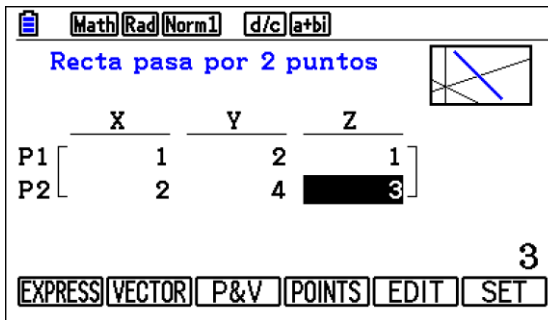 Math Rad Norm1 d/c a+bi
Recta pasa por 2 puntos
X Y Z
P1 1 2 1
P2 2 4 3
3
EXPRESS VECTOR P&V POINTS EDIT SET